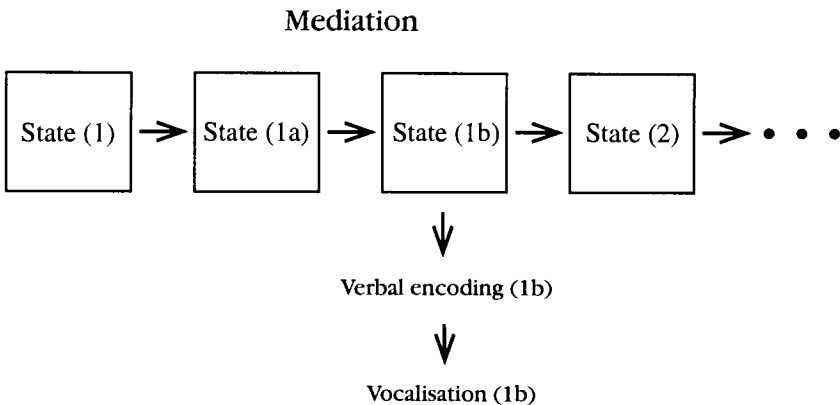 Mediation
State (1)
State (1a)
State (1b)
State (2)
Verbal encoding (1b)
Vocalisation (1b)